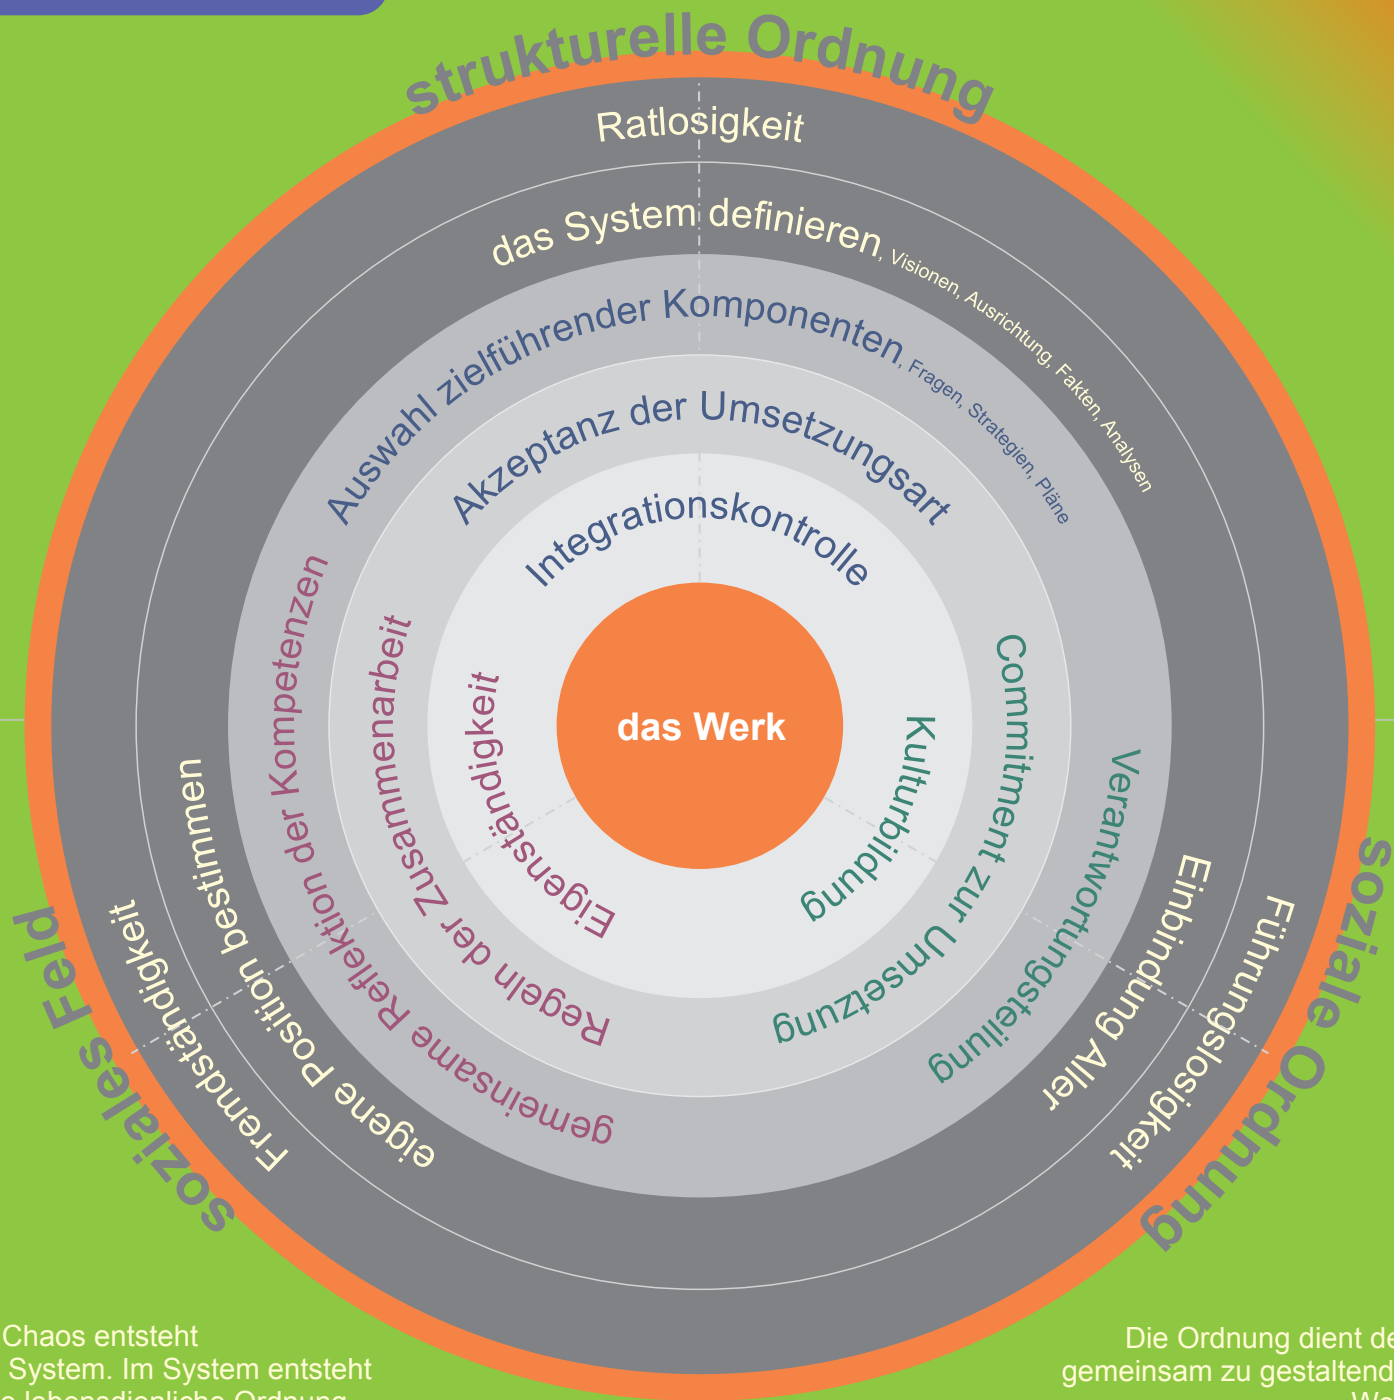 strukturelle Ordnung
Ratlosigkeit
das System definieren, Visionen, Ausrichtung, Fakten, Analysen
Auswahl zielführender Komponenten, Fragen, Strategien, Pläne
Akzeptanz der Umsetzungsart
Integrationskontrolle
das Werk
Kulturbildung
Commitment zur Umsetzung
Verantwortungsteilung
Einbindung Aller
Führungslosigkeit
soziale Ordnung
Eigenständigkeit
Regeln der Zusammenarbeit
gemeinsame Reflektion der Kompetenzen
eigene Position bestimmen
Fremdständigkeit
soziales Feld
Chaos entsteht
System. Im System entsteht
lebensdienliche Ordnung
Die Ordnung dient de
gemeinsam zu gestaltend
We